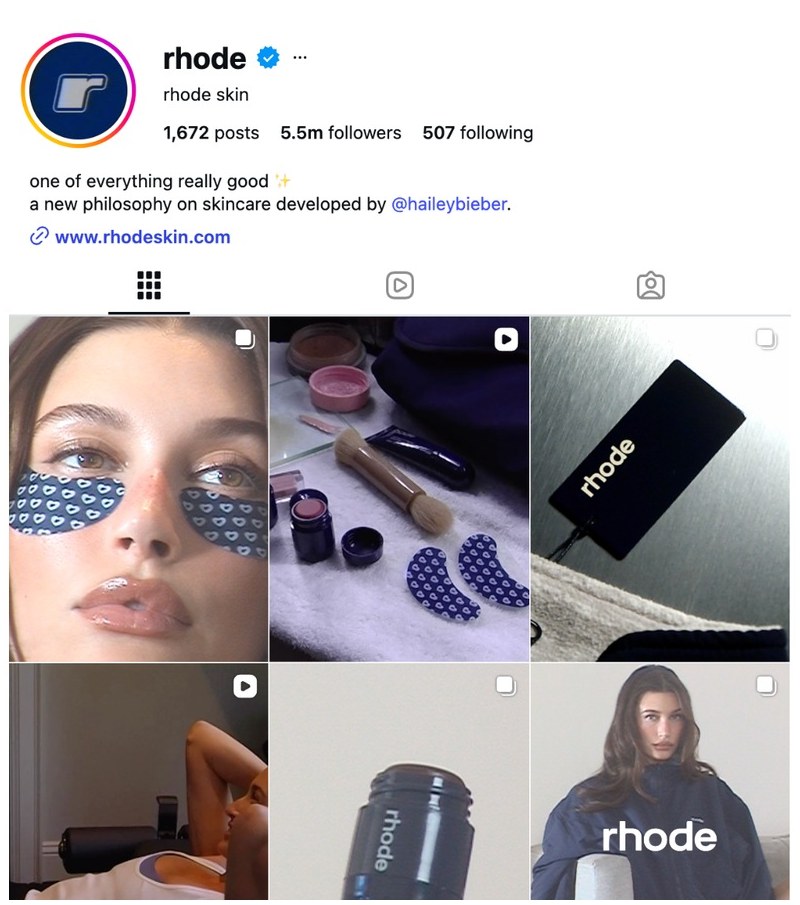 rhode
rhode skin
1,672 posts 5.5m followers 507 following
one of everything really good ✨
a new philosophy on skincare developed by @haileybieber.
www.rhodeskin.com
rhode
rhode
rhode